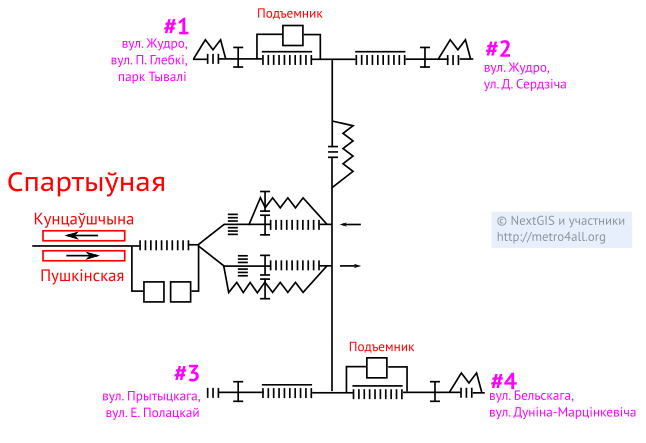 Подъемник
#1
вул. Жудро,
вул. П. Глебкі,
парк Тывалі
#2
вул. Жудро,
ул. Д. Сердзіча
Спартыўная
Кунцаўшчына
Пушкінская
© NextGIS и участники
http://metro4all.org
Подъемник
#3
вул. Прытыцкага,
вул. Е. Полацкай
#4
вул. Бельскага,
вул. Дуніна-Марцінкевіча